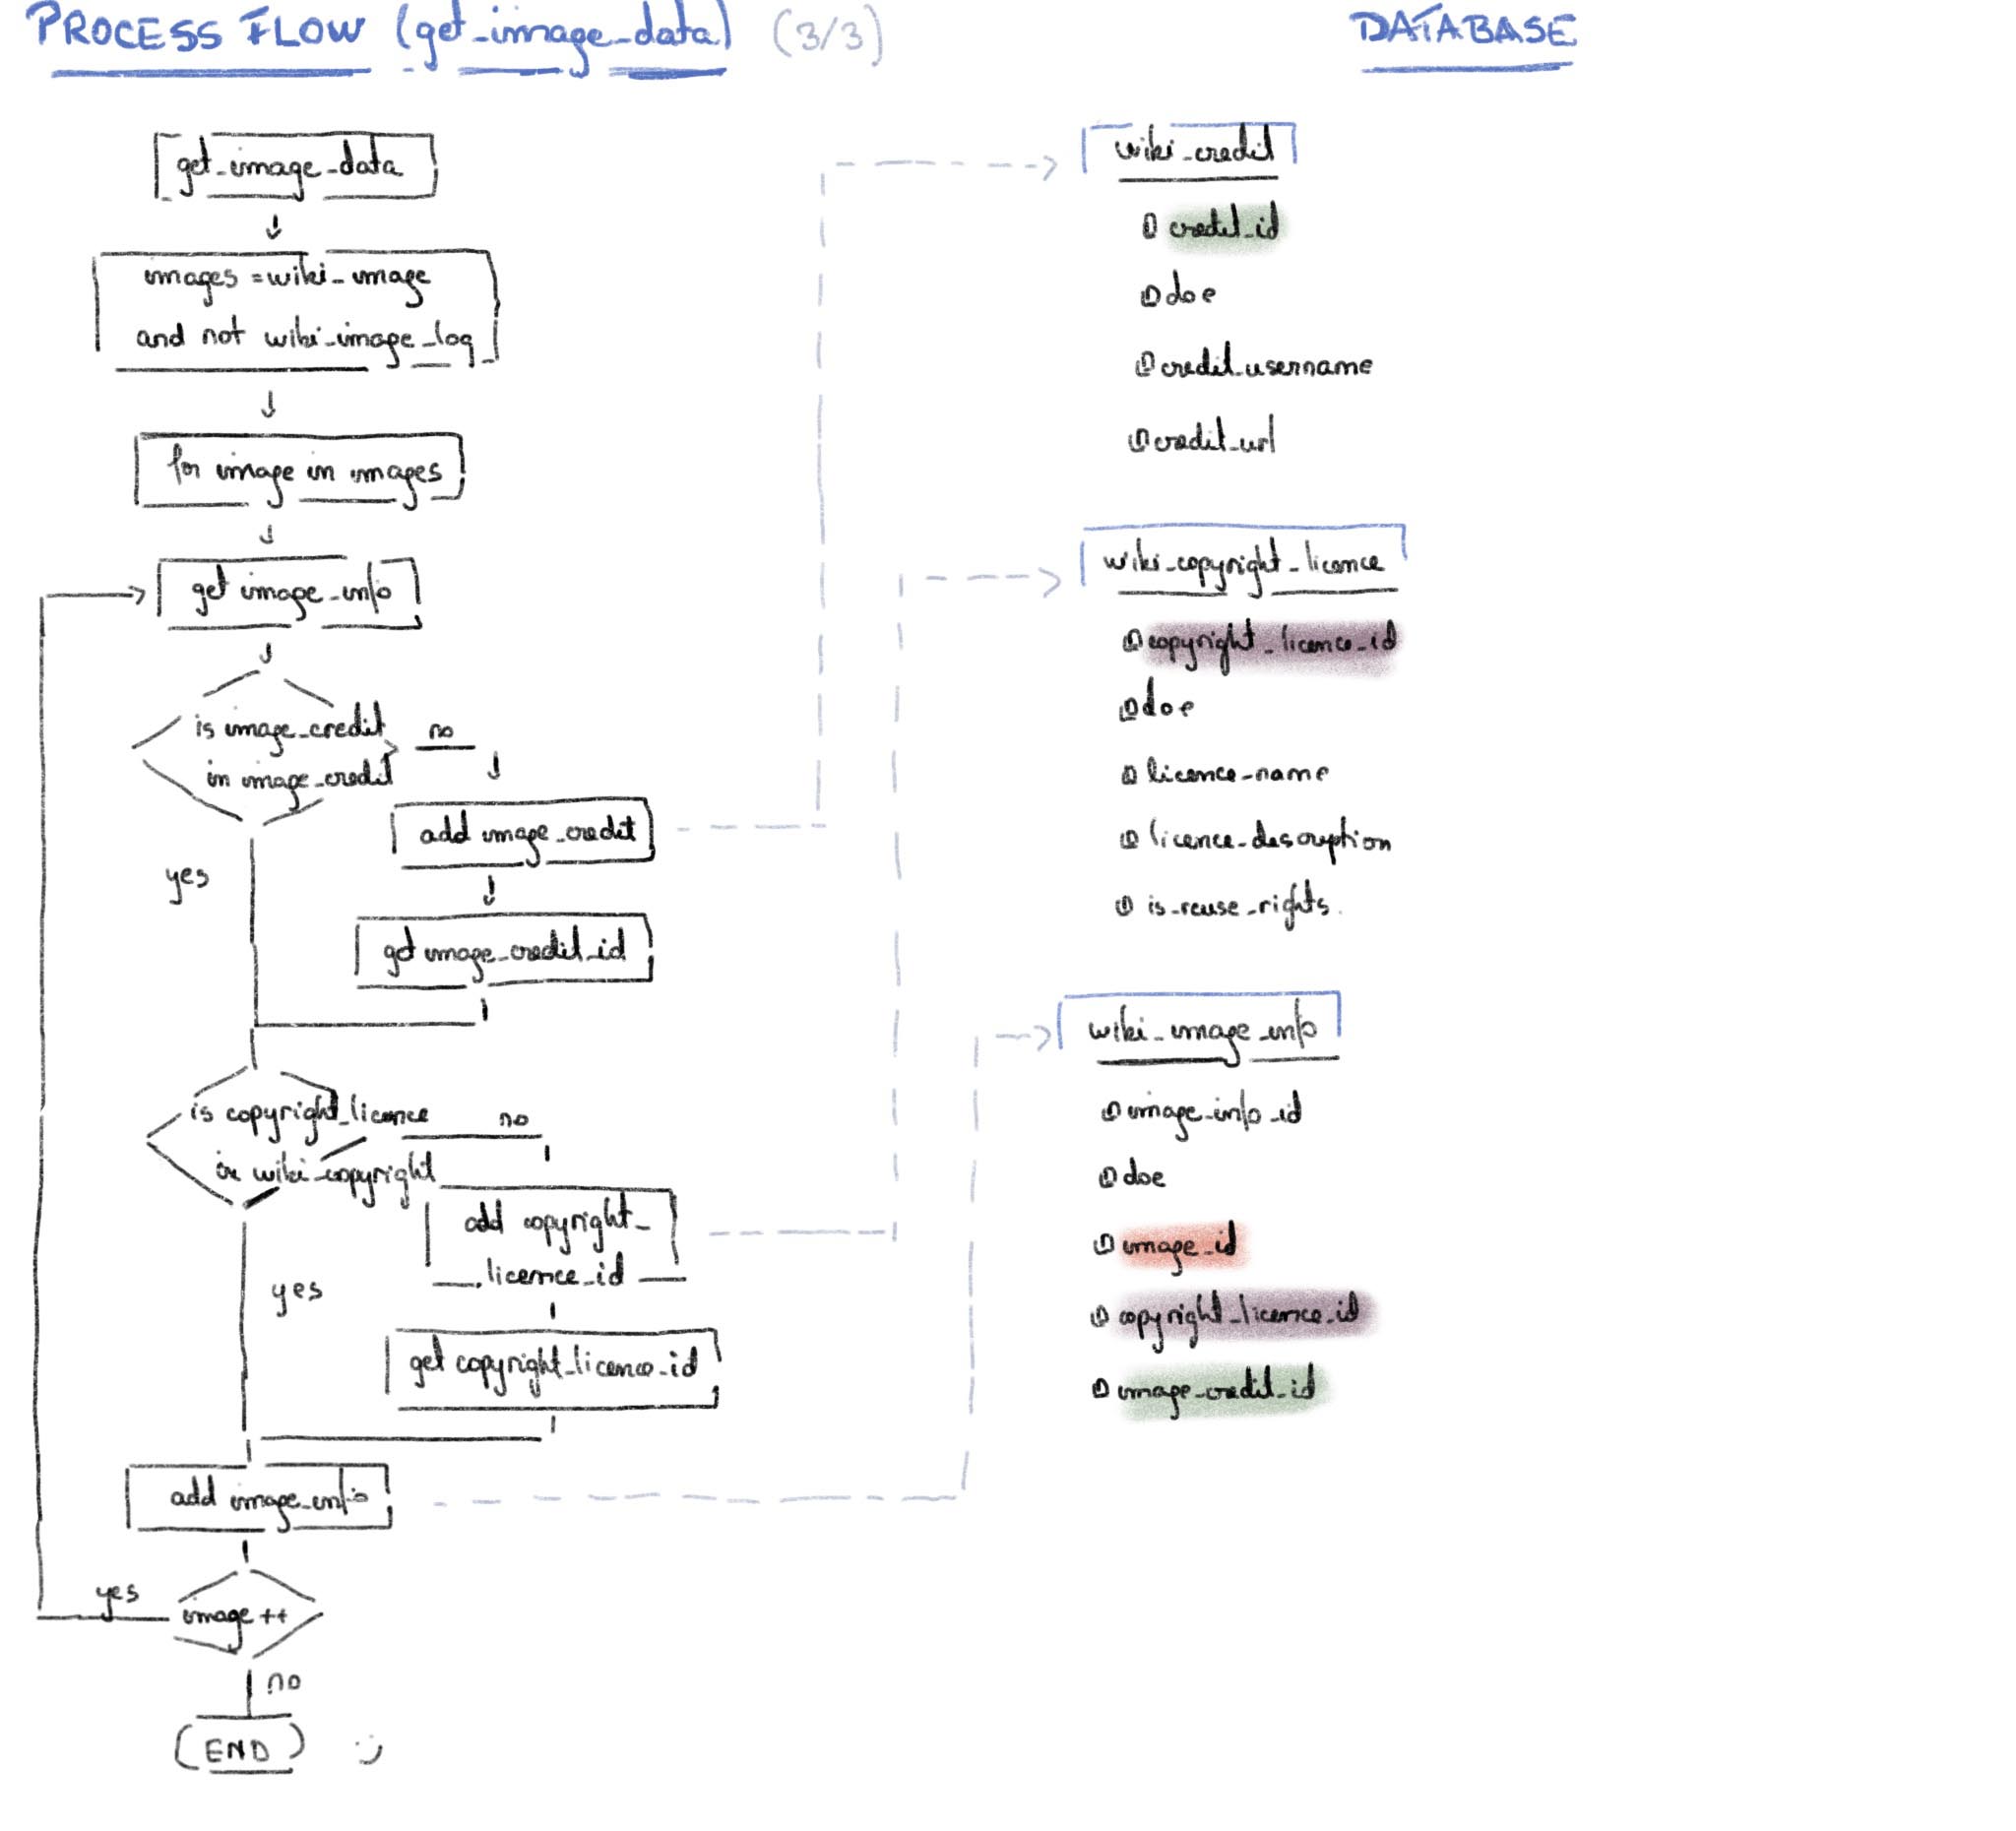 PROCESS FLOW (get_image_data) (3/3)
DATABASE
get_image_data
images = wiki_image
and not wiki_image_log
for image in images
get image_info
is image_credit
in image_credit
no
yes
add image_credit
get image_credit_id
is copyright_licence
in wiki_copyright
no
yes
add copyright_
licence_id
get copyright_licence_id
add image_info
image ++
yes
no
(END)
wiki_credit
credit_id
doe
credit_username
credit_url
wiki_copyright_licence
copyright_licence_id
doe
licence_name
licence_description
is_reuse_rights.
wiki_image_info
image_info_id
doe
image_id
copyright_licence_id
image_credit_id